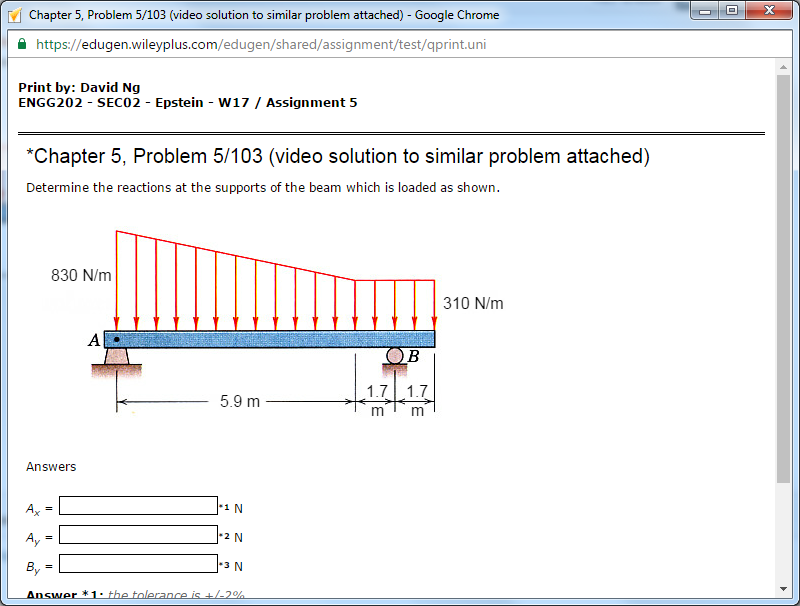 Chapter 5, Problem 5/103 (video solution to similar problem attached) - Google Chrome
https://edugen.wileyplus.com/edugen/shared/assignment/test/qprint.uni
Print by: David Ng
ENGG202 - SEC02 - Epstein - W17 / Assignment 5
*Chapter 5, Problem 5/103 (video solution to similar problem attached)
Determine the reactions at the supports of the beam which is loaded as shown.
830 N/m
310 N/m
A
B
5.9 m
1.7 m
1.7 m
Answers
Ax = *1 N
Ay = *2 N
By = *3 N
Answer *1: the tolerance is +/-2%